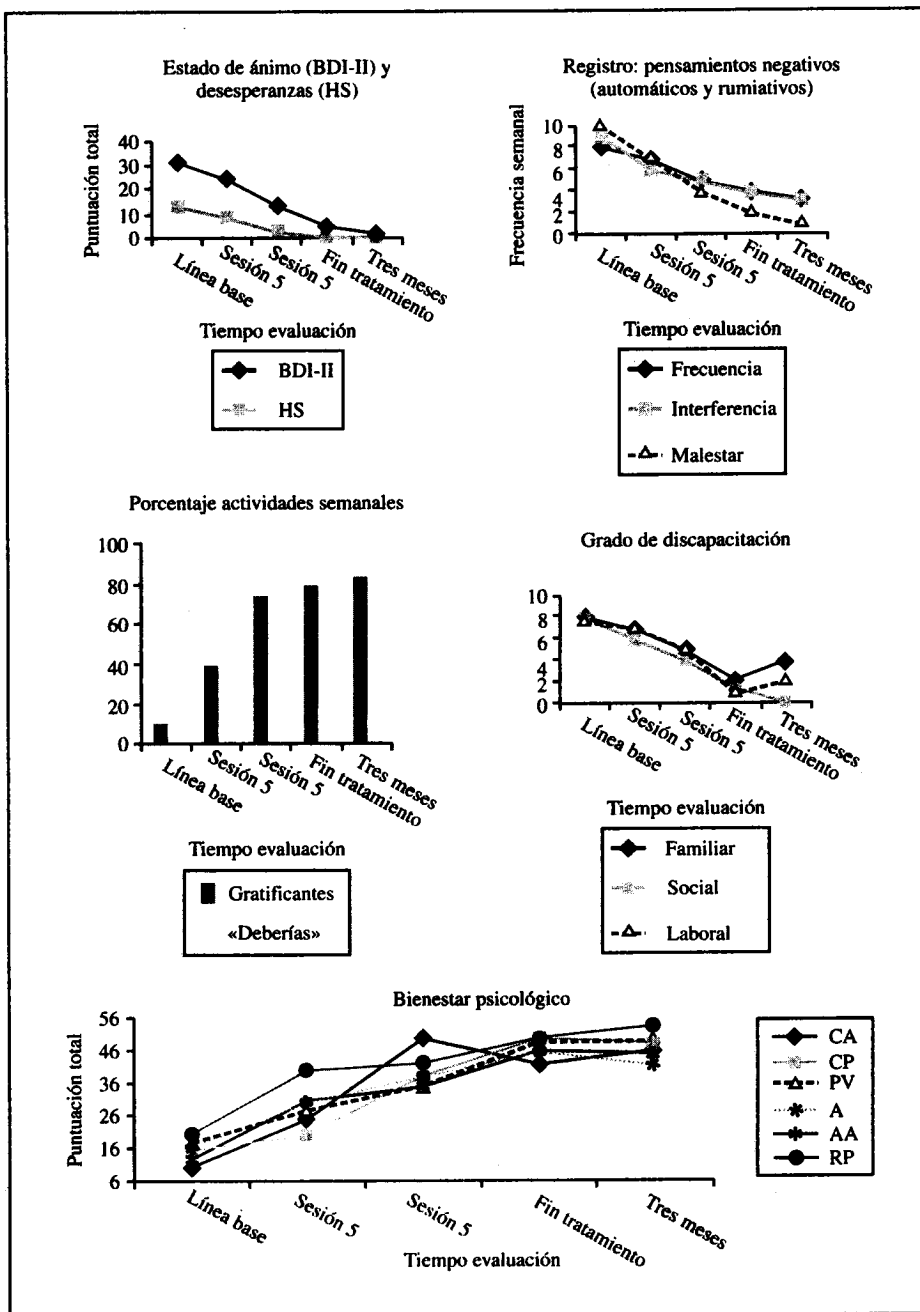 Estado de ánimo (BDI-II) y
desesperanzas (HS)
Puntuación total
40
30
20
10
0
Línea base
Sesión 5
Sesión 5
Fin tratamiento
Tres meses
Tiempo evaluación
BDI-II
HS
Registro: pensamientos negativos
(automáticos y rumiativos)
Frecuencia semanal
10
8
6
4
2
0
Línea base
Sesión 5
Sesión 5
Fin tratamiento
Tres meses
Tiempo evaluación
Frecuencia
Interferencia
Malestar
Porcentaje actividades semanales
100
80
60
40
20
0
Línea base
Sesión 5
Sesión 5
Fin tratamiento
Tres meses
Tiempo evaluación
Gratificantes
«Deberías»
Grado de discapacitación
10
8
6
4
2
0
Línea base
Sesión 5
Sesión 5
Fin tratamiento
Tres meses
Tiempo evaluación
Familiar
Social
Laboral
Bienestar psicológico
Puntuación total
56
46
36
26
16
6
Línea base
Sesión 5
Sesión 5
Fin tratamiento
Tres meses
Tiempo evaluación
CA
CP
PV
A
AA
RP